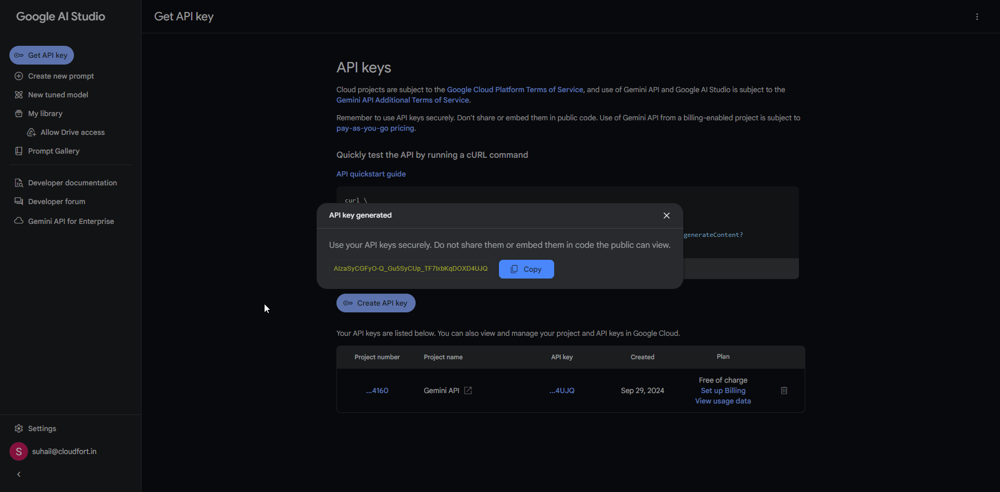 Google AI Studio
Get API key
Get API key
Create new prompt
New tuned model
My library
Allow Drive access
Prompt Gallery
Developer documentation
Developer forum
Gemini API for Enterprise
Settings
S suhail@cloudfort.in
API keys
Cloud projects are subject to the Google Cloud Platform Terms of Service, and use of Gemini API and Google AI Studio is subject to the
Gemini API Additional Terms of Service.
Remember to use API keys securely. Don't share or embed them in public code. Use of Gemini API from a billing-enabled project is subject to
pay-as-you-go pricing.
Quickly test the API by running a cURL command
API quickstart guide
curl \
generateContent?
API key generated
Use your API keys securely. Do not share them or embed them in code the public can view.
Copy
Create API key
Your API keys are listed below. You can also view and manage your project and API keys in Google Cloud.
Project number Project name API key Created Plan
...4160 Gemini API ...4UJQ Sep 29, 2024 Free of charge
Set up Billing
View usage data